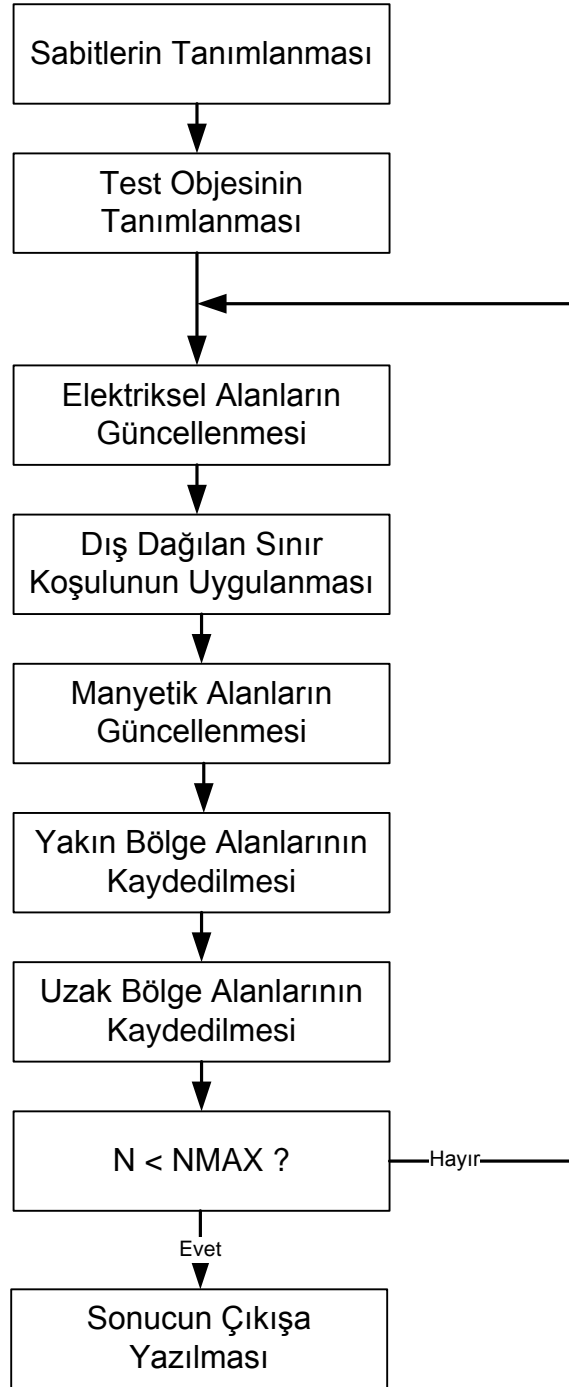 Sabitlerin Tanımlanması
Test Objesinin
Tanımlanması
Elektriksel Alanların
Güncellenmesi
Dış Dağılan Sınır
Koşulunun Uygulanması
Manyetik Alanların
Güncellenmesi
Yakın Bölge Alanlarının
Kaydedilmesi
Uzak Bölge Alanlarının
Kaydedilmesi
N < NMAX ?
Hayır
Evet
Sonucun Çıkışa
Yazılması